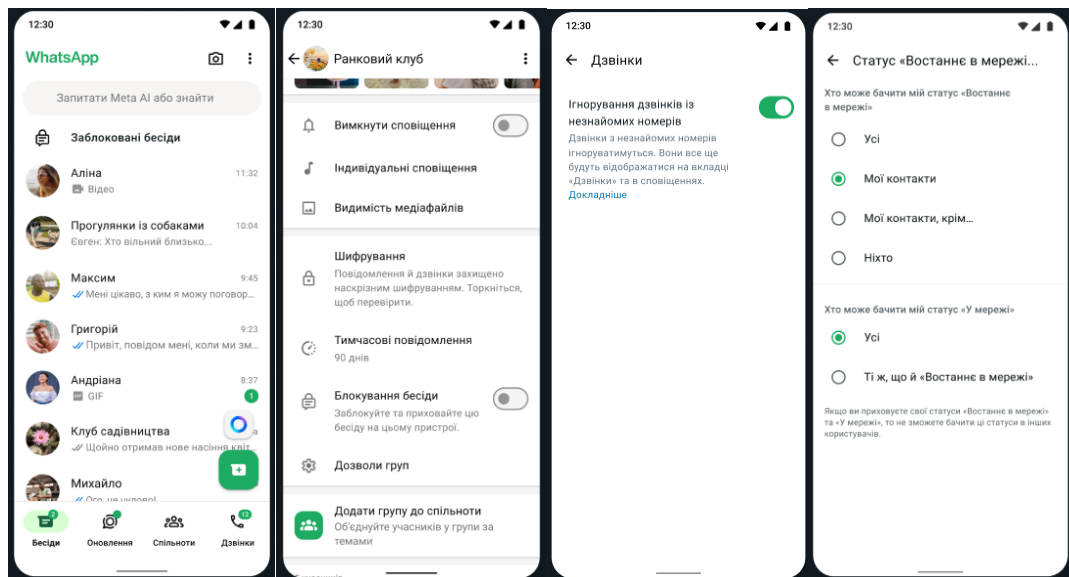 12:30
WhatsApp
Запитати Meta AI або знайти
Заблоковані бесіди
Аліна 11:32
Відео
Прогулянки із собаками 10:04
Євген: Хто вільний близько...
Максим 9:45
Мені цікаво, з ким я можу поговор...
Григорій 9:23
Привіт, повідом мені, коли ми зм...
Андріана 8:37
GIF 1
Клуб садівництва
Щойно отримав нове насіння квіт...
Михайло
Ого, це чудово!
2 12
Бесіди Оновлення Спільноти Дзвінки
12:30
Ранковий клуб
Вимкнути сповіщення
Індивідуальні сповіщення
Видимість медіафайлів
Шифрування
Повідомлення й дзвінки захищено
наскрізним шифруванням. Торкніться,
щоб перевірити.
Тимчасові повідомлення
90 днів
Блокування бесіди
Заблокуйте та приховайте цю
бесіду на цьому пристрої.
Дозволи груп
Додати групу до спільноти
Об'єднуйте учасників у групи за
темами
12:30
Дзвінки
Ігнорування дзвінків із
незнайомих номерів
Дзвінки з незнайомих номерів
ігноруватимуться. Вони все ще
будуть відображатися на вкладці
«Дзвінки» та в сповіщеннях.
Докладніше
12:30
Статус «Востаннє в мережі...
Хто може бачити мій статус «Востаннє
в мережі»
Усі
Мої контакти
Мої контакти, крім...
Ніхто
Хто може бачити мій статус «У мережі»
Усі
Ті ж, що й «Востаннє в мережі»
Якщо ви приховуєте свої статуси «Востаннє в мережі»
та «У мережі», то не зможете бачити ці статуси в інших
користувачів.